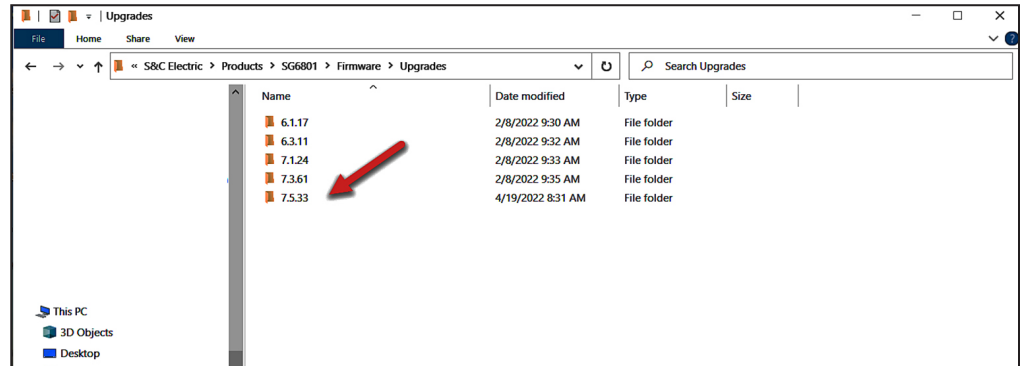 Upgrades
File Home Share View
« S&C Electric > Products > SG6801 > Firmware > Upgrades Search Upgrades
Name Date modified Type Size
6.1.17 2/8/2022 9:30 AM File folder
6.3.11 2/8/2022 9:32 AM File folder
7.1.24 2/8/2022 9:33 AM File folder
7.3.61 2/8/2022 9:35 AM File folder
7.5.33 4/19/2022 8:31 AM File folder
This PC
3D Objects
Desktop